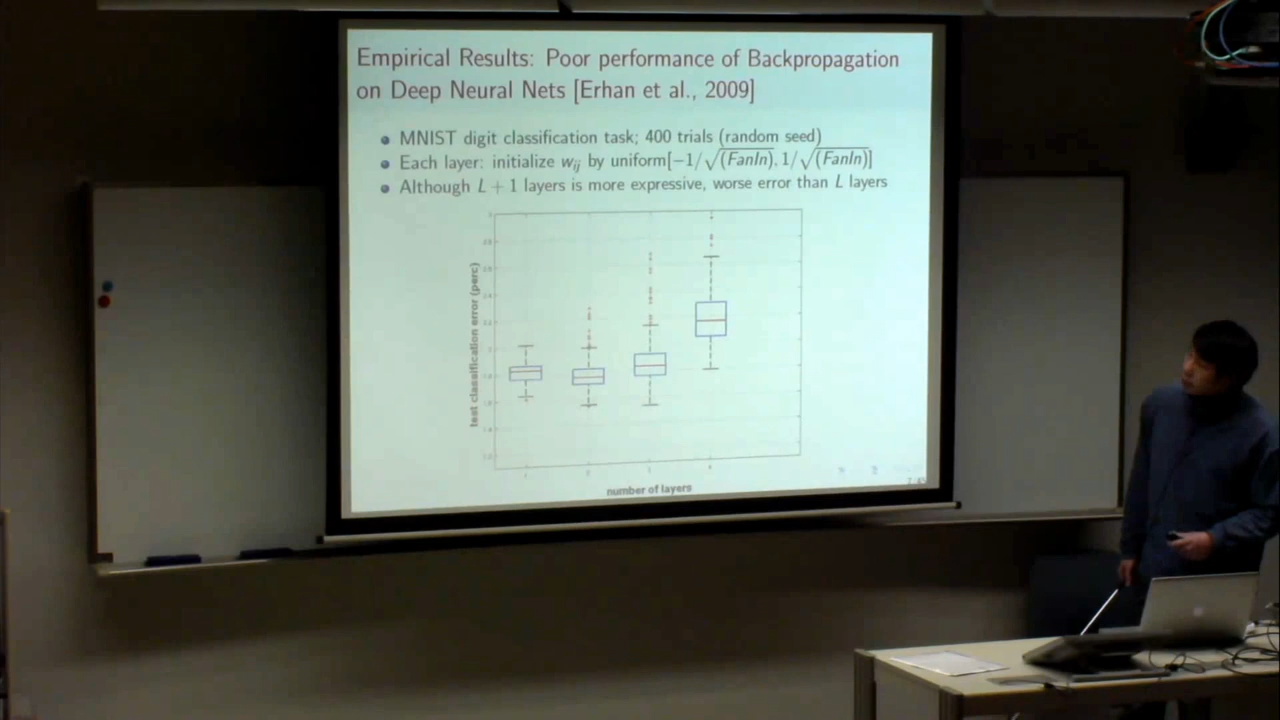 Empirical Results: Poor performance of Backpropagation
on Deep Neural Nets [Erhan et al., 2009]
MNIST digit classification task; 400 trials (random seed)
Each layer: initialize w_ij by uniform[−1/√(FanIn), 1/√(FanIn)]
Although L + 1 layers is more expressive, worse error than L layers
test classification error (perc)
number of layers